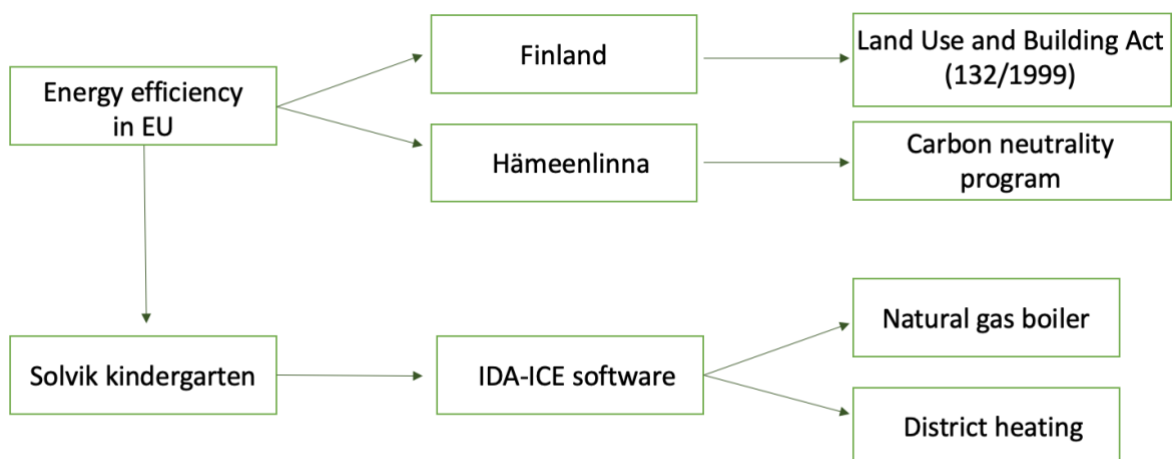 Energy efficiency
in EU
Finland
Land Use and Building Act
(132/1999)
Hämeenlinna
Carbon neutrality
program
Solvik kindergarten
IDA-ICE software
Natural gas boiler
District heating